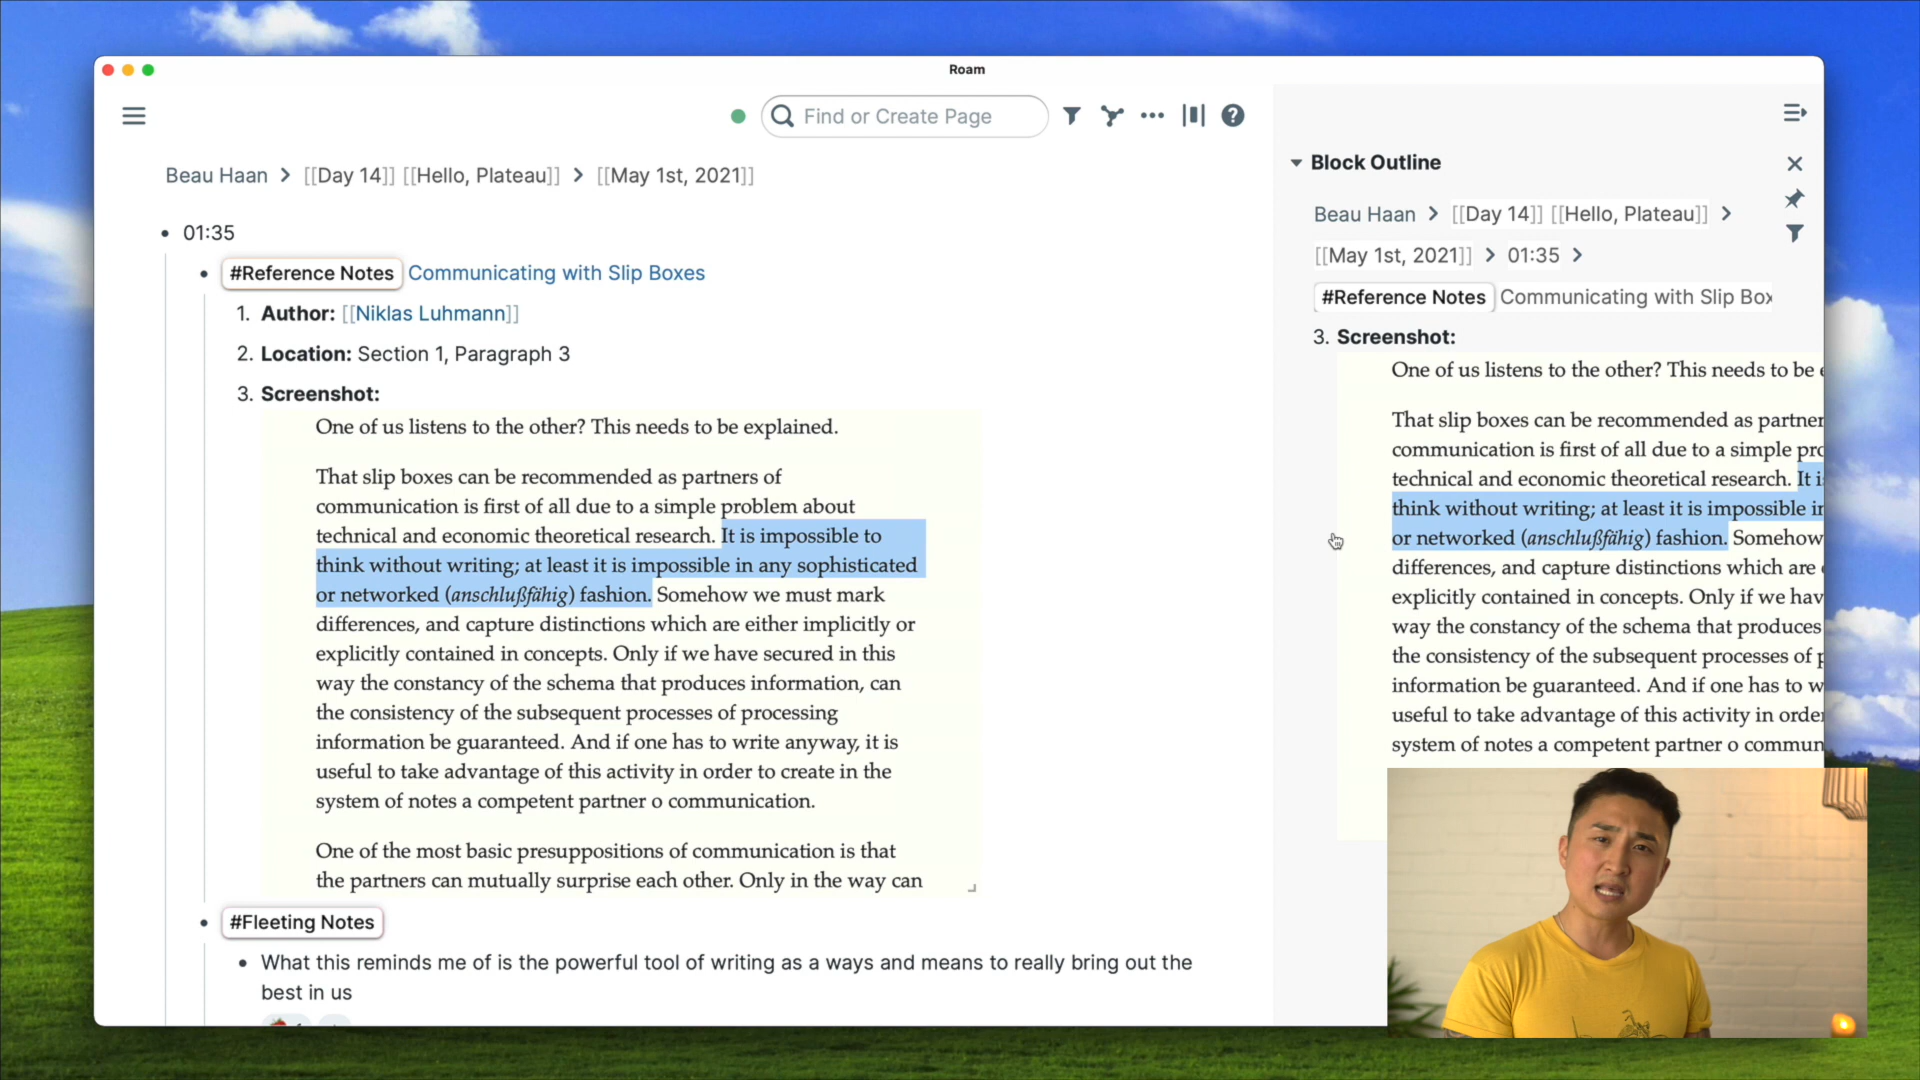 Roam
Find or Create Page
Beau Haan > [[Day 14]] [[Hello, Plateau]] > [[May 1st, 2021]]
01:35
#Reference Notes Communicating with Slip Boxes
1. Author: [[Niklas Luhmann]]
2. Location: Section 1, Paragraph 3
3. Screenshot:
One of us listens to the other? This needs to be explained.
That slip boxes can be recommended as partners of
communication is first of all due to a simple problem about
technical and economic theoretical research. It is impossible to
think without writing; at least it is impossible in any sophisticated
or networked (anschlußfähig) fashion. Somehow we must mark
differences, and capture distinctions which are either implicitly or
explicitly contained in concepts. Only if we have secured in this
way the constancy of the schema that produces information, can
the consistency of the subsequent processes of processing
information be guaranteed. And if one has to write anyway, it is
useful to take advantage of this activity in order to create in the
system of notes a competent partner o communication.
One of the most basic presuppositions of communication is that
the partners can mutually surprise each other. Only in the way can
#Fleeting Notes
What this reminds me of is the powerful tool of writing as a ways and means to really bring out the
best in us
Block Outline
Beau Haan > [[Day 14]] [[Hello, Plateau]] >
[[May 1st, 2021]] > 01:35 >
#Reference Notes Communicating with Slip Box
3. Screenshot:
One of us listens to the other? This needs to be
That slip boxes can be recommended as partner
communication is first of all due to a simple pro
technical and economic theoretical research. It i
think without writing; at least it is impossible in
or networked (anschlußfähig) fashion. Somehow
differences, and capture distinctions which are
explicitly contained in concepts. Only if we hav
way the constancy of the schema that produces
the consistency of the subsequent processes of p
information be guaranteed. And if one has to w
useful to take advantage of this activity in orde
system of notes a competent partner o commun